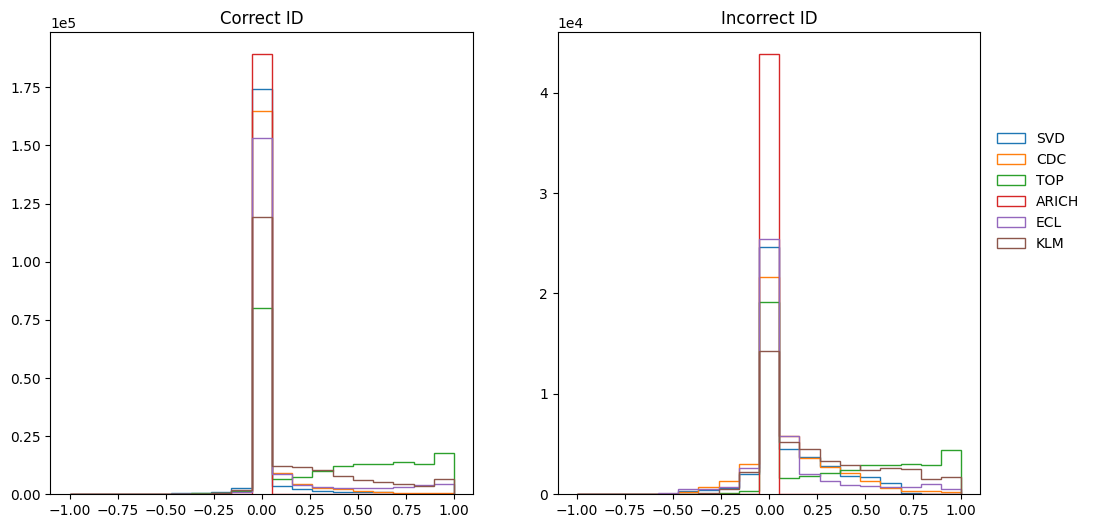 Correct ID
1e5
1.75
1.50
1.25
1.00
0.75
0.50
0.25
0.00
−1.00 −0.75 −0.50 −0.25 0.00 0.25 0.50 0.75 1.00
Incorrect ID
1e4
4
3
2
1
0
−1.00 −0.75 −0.50 −0.25 0.00 0.25 0.50 0.75 1.00
SVD
CDC
TOP
ARICH
ECL
KLM